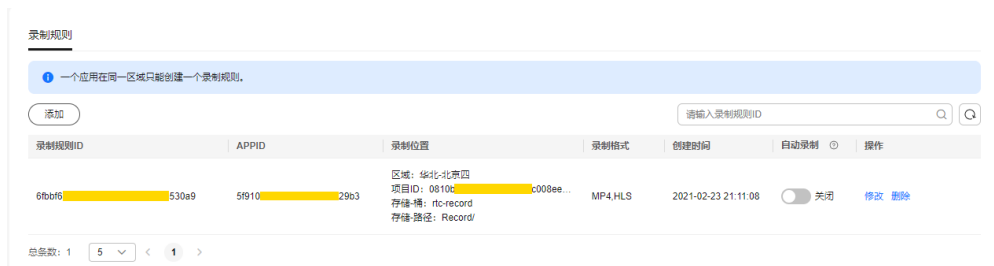 录制规则
一个应用在同一区域只能创建一个录制规则。
添加
请输入录制规则ID
录制规则ID APPID 录制位置 录制格式 创建时间 自动录制 操作
区域：华北-北京四
项目ID：0810b c008ee...
6fbbf6 530a9 5f910 29b3 MP4,HLS 2021-02-23 21:11:08 关闭 修改 删除
存储-桶：rtc-record
存储-路径：Record/
总条数：1 5 1